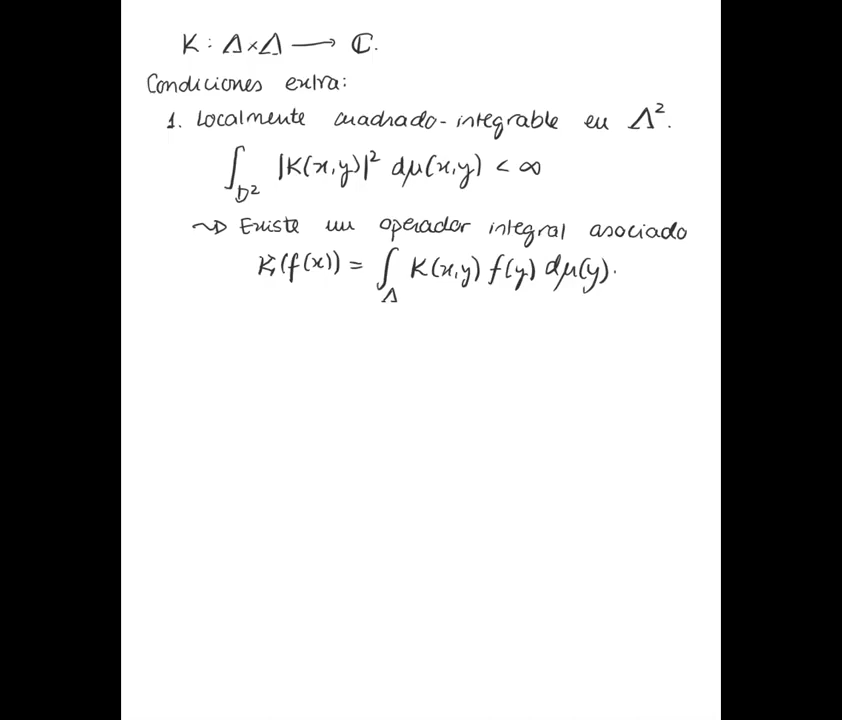 K : Λ×Λ ⟶ ℂ.
Condiciones extra:
1. Localmente cuadrado-integrable en Λ².
∫_{D²} |K(x,y)|² dμ(x,y) < ∞
⇝ Existe un operador integral asociado
K(f(x)) = ∫_Λ K(x,y) f(y) dμ(y).